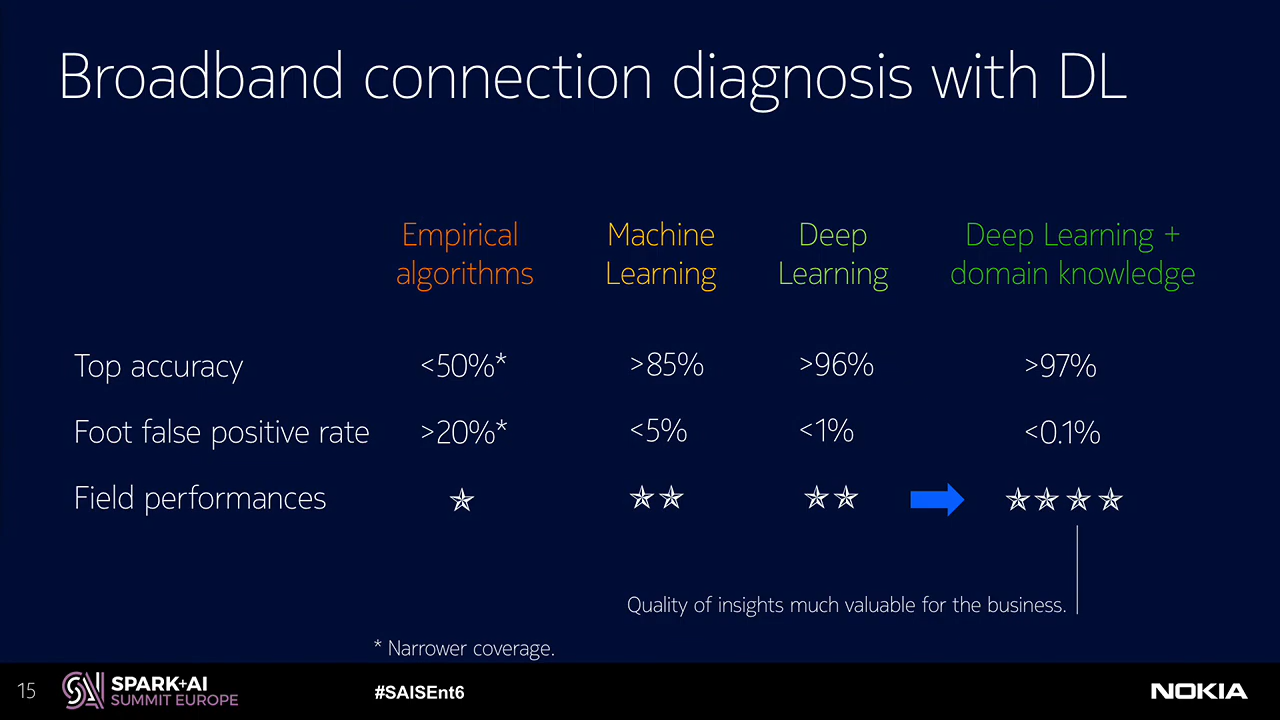 Broadband connection diagnosis with DL
Empirical algorithms
Machine Learning
Deep Learning
Deep Learning + domain knowledge
Top accuracy <50%* >85% >96% >97%
Foot false positive rate >20%* <5% <1% <0.1%
Field performances
Quality of insights much valuable for the business.
* Narrower coverage.
15
SPARK+AI
SUMMIT EUROPE
#SAISEnt6
NOKIA